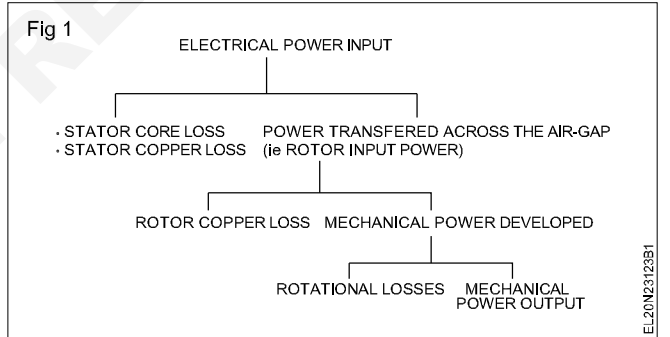 Fig 1
ELECTRICAL POWER INPUT
• STATOR CORE LOSS POWER TRANSFERED ACROSS THE AIR-GAP
• STATOR COPPER LOSS (ie ROTOR INPUT POWER)
ROTOR COPPER LOSS MECHANICAL POWER DEVELOPED
ROTATIONAL LOSSES MECHANICAL
POWER OUTPUT
EL20N23123B1